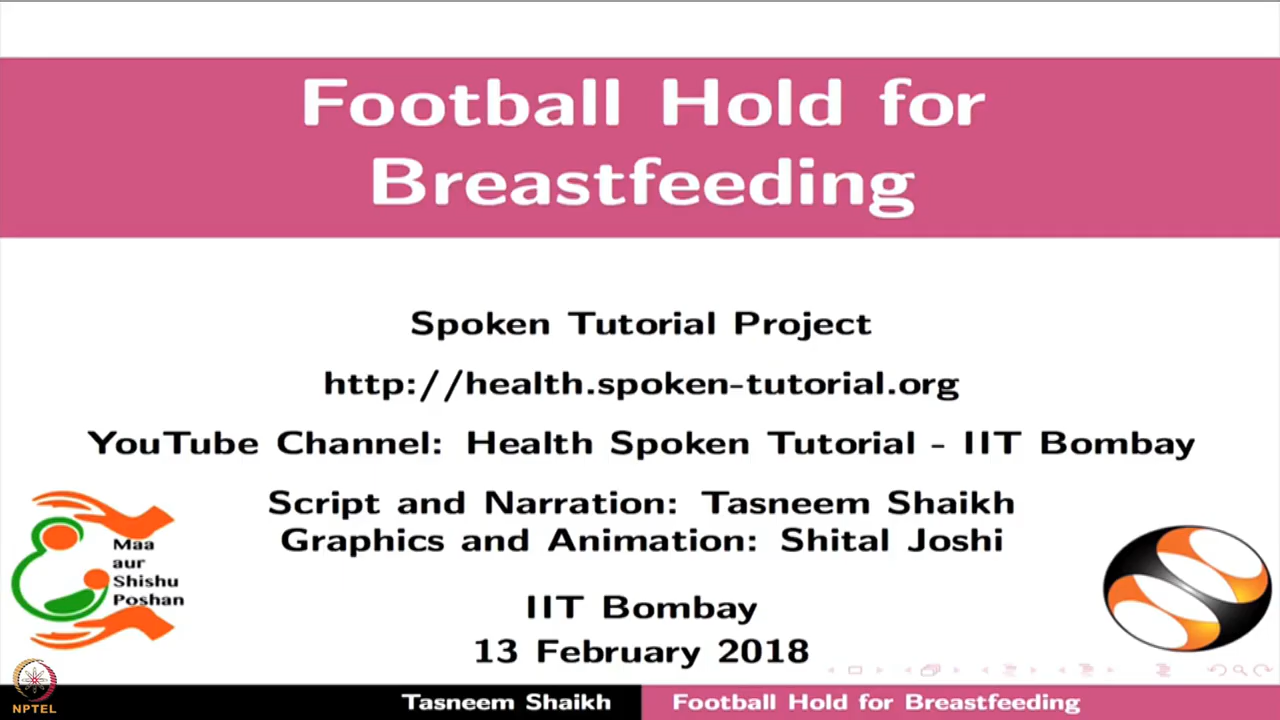 Football Hold for
Breastfeeding
Spoken Tutorial Project
http://health.spoken-tutorial.org
YouTube Channel: Health Spoken Tutorial - IIT Bombay
Script and Narration: Tasneem Shaikh
Graphics and Animation: Shital Joshi
Maa
aur
Shishu
Poshan
IIT Bombay
13 February 2018
NPTEL
Tasneem Shaikh
Football Hold for Breastfeeding